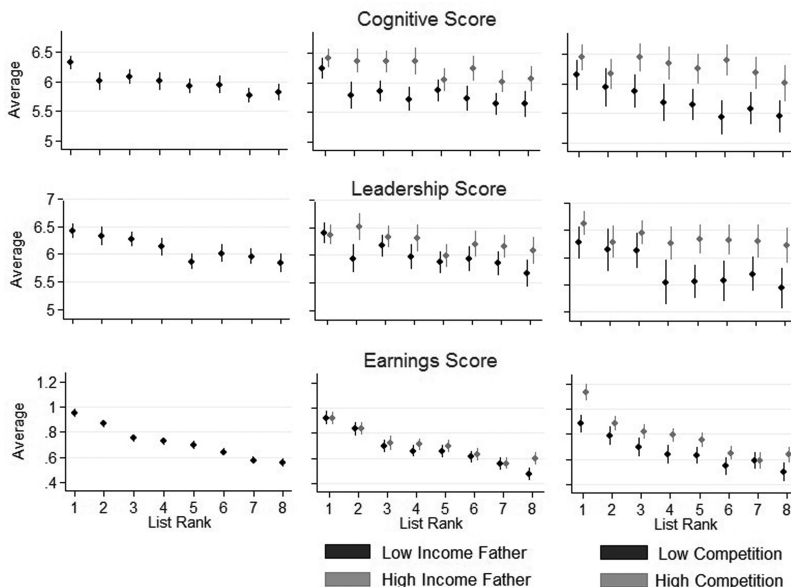 Cognitive Score
Average
6.5
6
5.5
5
Leadership Score
Average
7
6.5
6
5.5
5
Earnings Score
Average
1.2
1
.8
.6
.4
1 2 3 4 5 6 7 8
List Rank
1 2 3 4 5 6 7 8
List Rank
1 2 3 4 5 6 7 8
List Rank
Low Income Father
High Income Father
Low Competition
High Competition